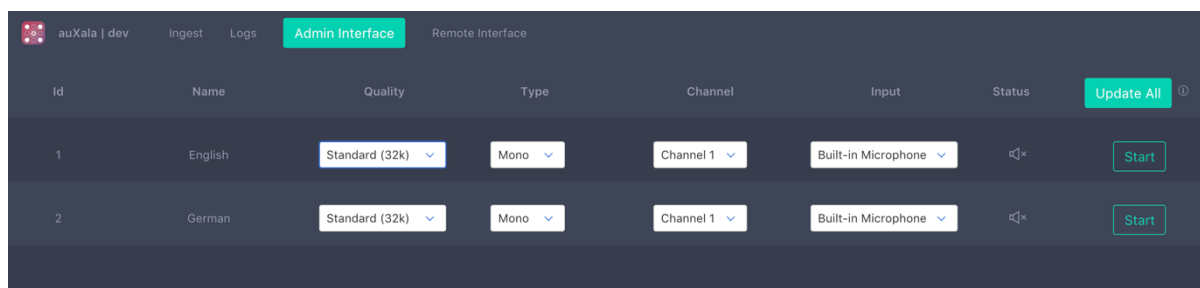 auXala | dev Ingest Logs Admin Interface Remote Interface
Id Name Quality Type Channel Input Status Update All
1 English Standard (32k) Mono Channel 1 Built-in Microphone Start
2 German Standard (32k) Mono Channel 1 Built-in Microphone Start